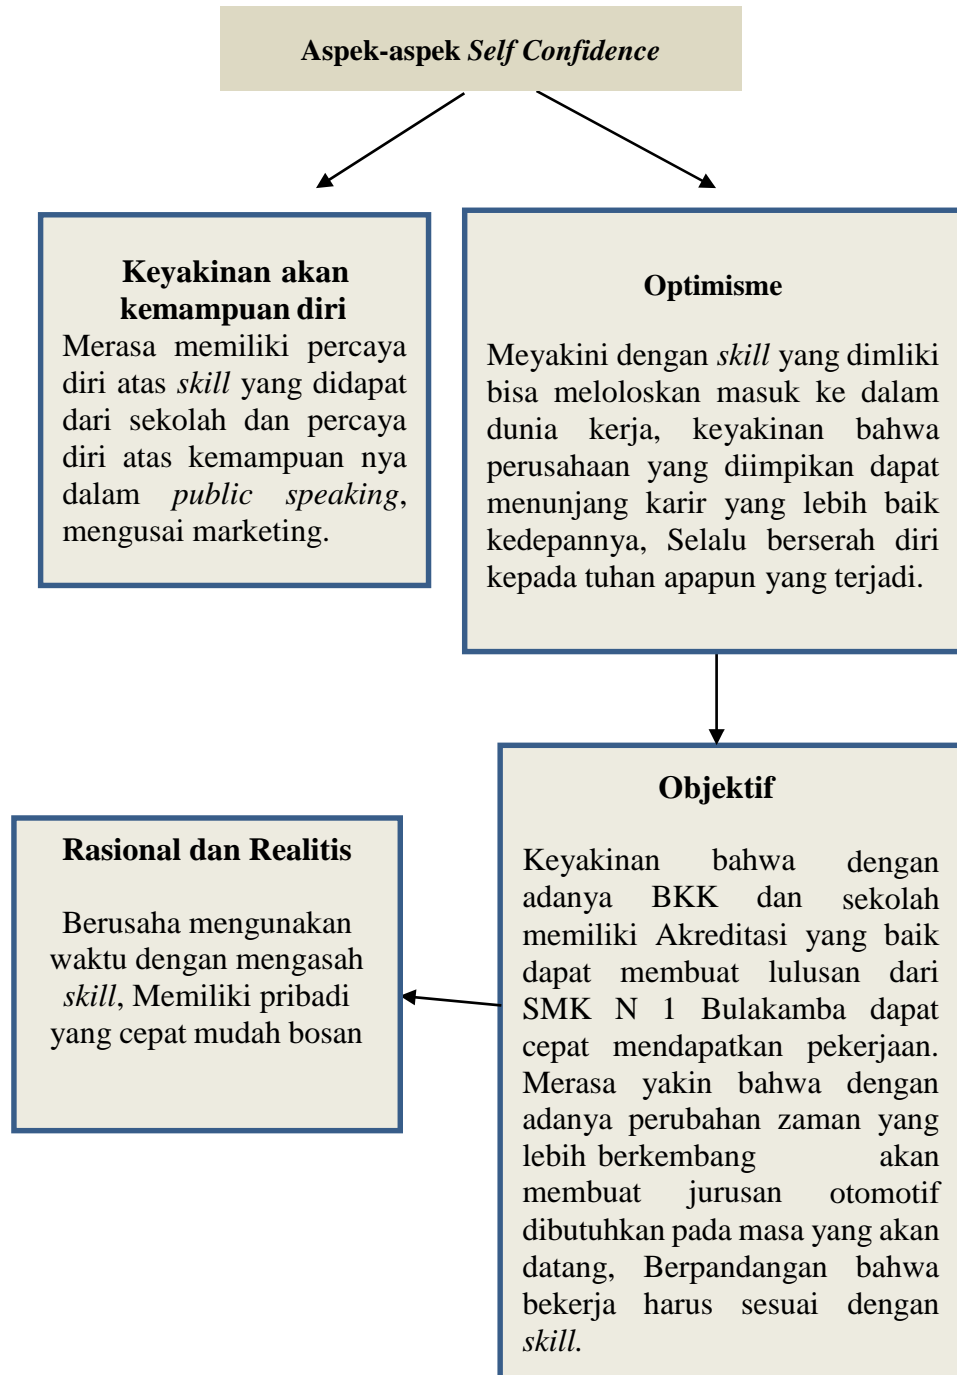 Aspek-aspek Self Confidence
Keyakinan akan
kemampuan diri
Merasa memiliki percaya
diri atas skill yang didapat
dari sekolah dan percaya
diri atas kemampuan nya
dalam public speaking,
mengusai marketing.
Optimisme
Meyakini dengan skill yang dimliki
bisa meloloskan masuk ke dalam
dunia kerja, keyakinan bahwa
perusahaan yang diimpikan dapat
menunjang karir yang lebih baik
kedepannya, Selalu berserah diri
kepada tuhan apapun yang terjadi.
Objektif
Keyakinan bahwa dengan
adanya BKK dan sekolah
memiliki Akreditasi yang baik
dapat membuat lulusan dari
SMK N 1 Bulakamba dapat
cepat mendapatkan pekerjaan.
Merasa yakin bahwa dengan
adanya perubahan zaman yang
lebih berkembang akan
membuat jurusan otomotif
dibutuhkan pada masa yang akan
datang, Berpandangan bahwa
bekerja harus sesuai dengan
skill.
Rasional dan Realitis
Berusaha mengunakan
waktu dengan mengasah
skill, Memiliki pribadi
yang cepat mudah bosan